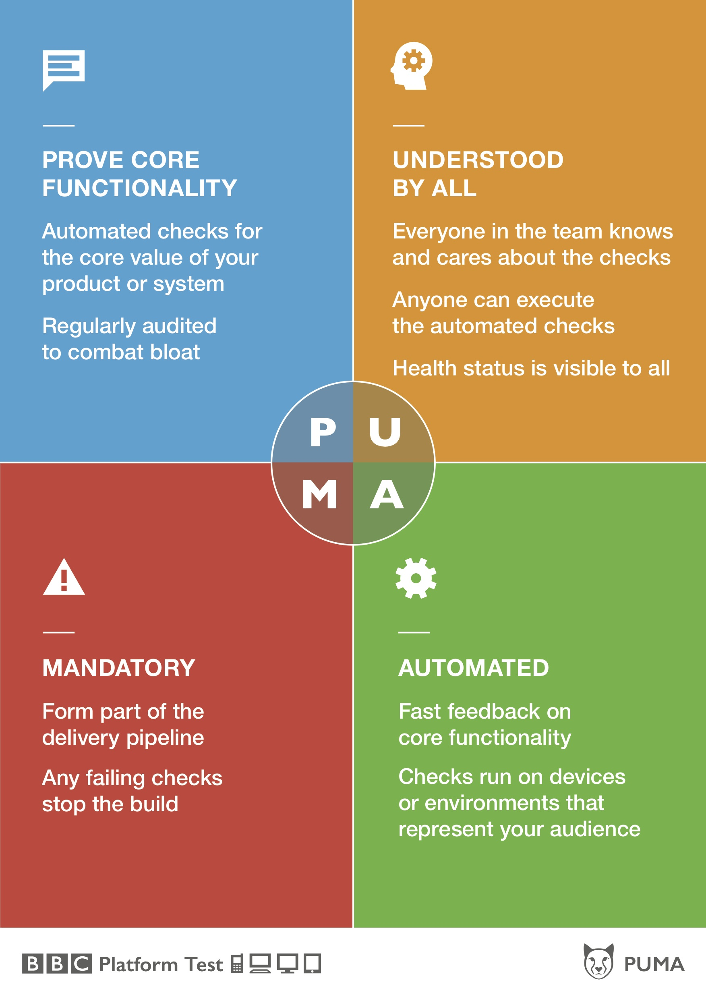 PROVE CORE
FUNCTIONALITY
Automated checks for
the core value of your
product or system
Regularly audited
to combat bloat
UNDERSTOOD
BY ALL
Everyone in the team knows
and cares about the checks
Anyone can execute
the automated checks
Health status is visible to all
P U
M A
MANDATORY
Form part of the
delivery pipeline
Any failing checks
stop the build
AUTOMATED
Fast feedback on
core functionality
Checks run on devices
or environments that
represent your audience
BBC Platform Test
PUMA